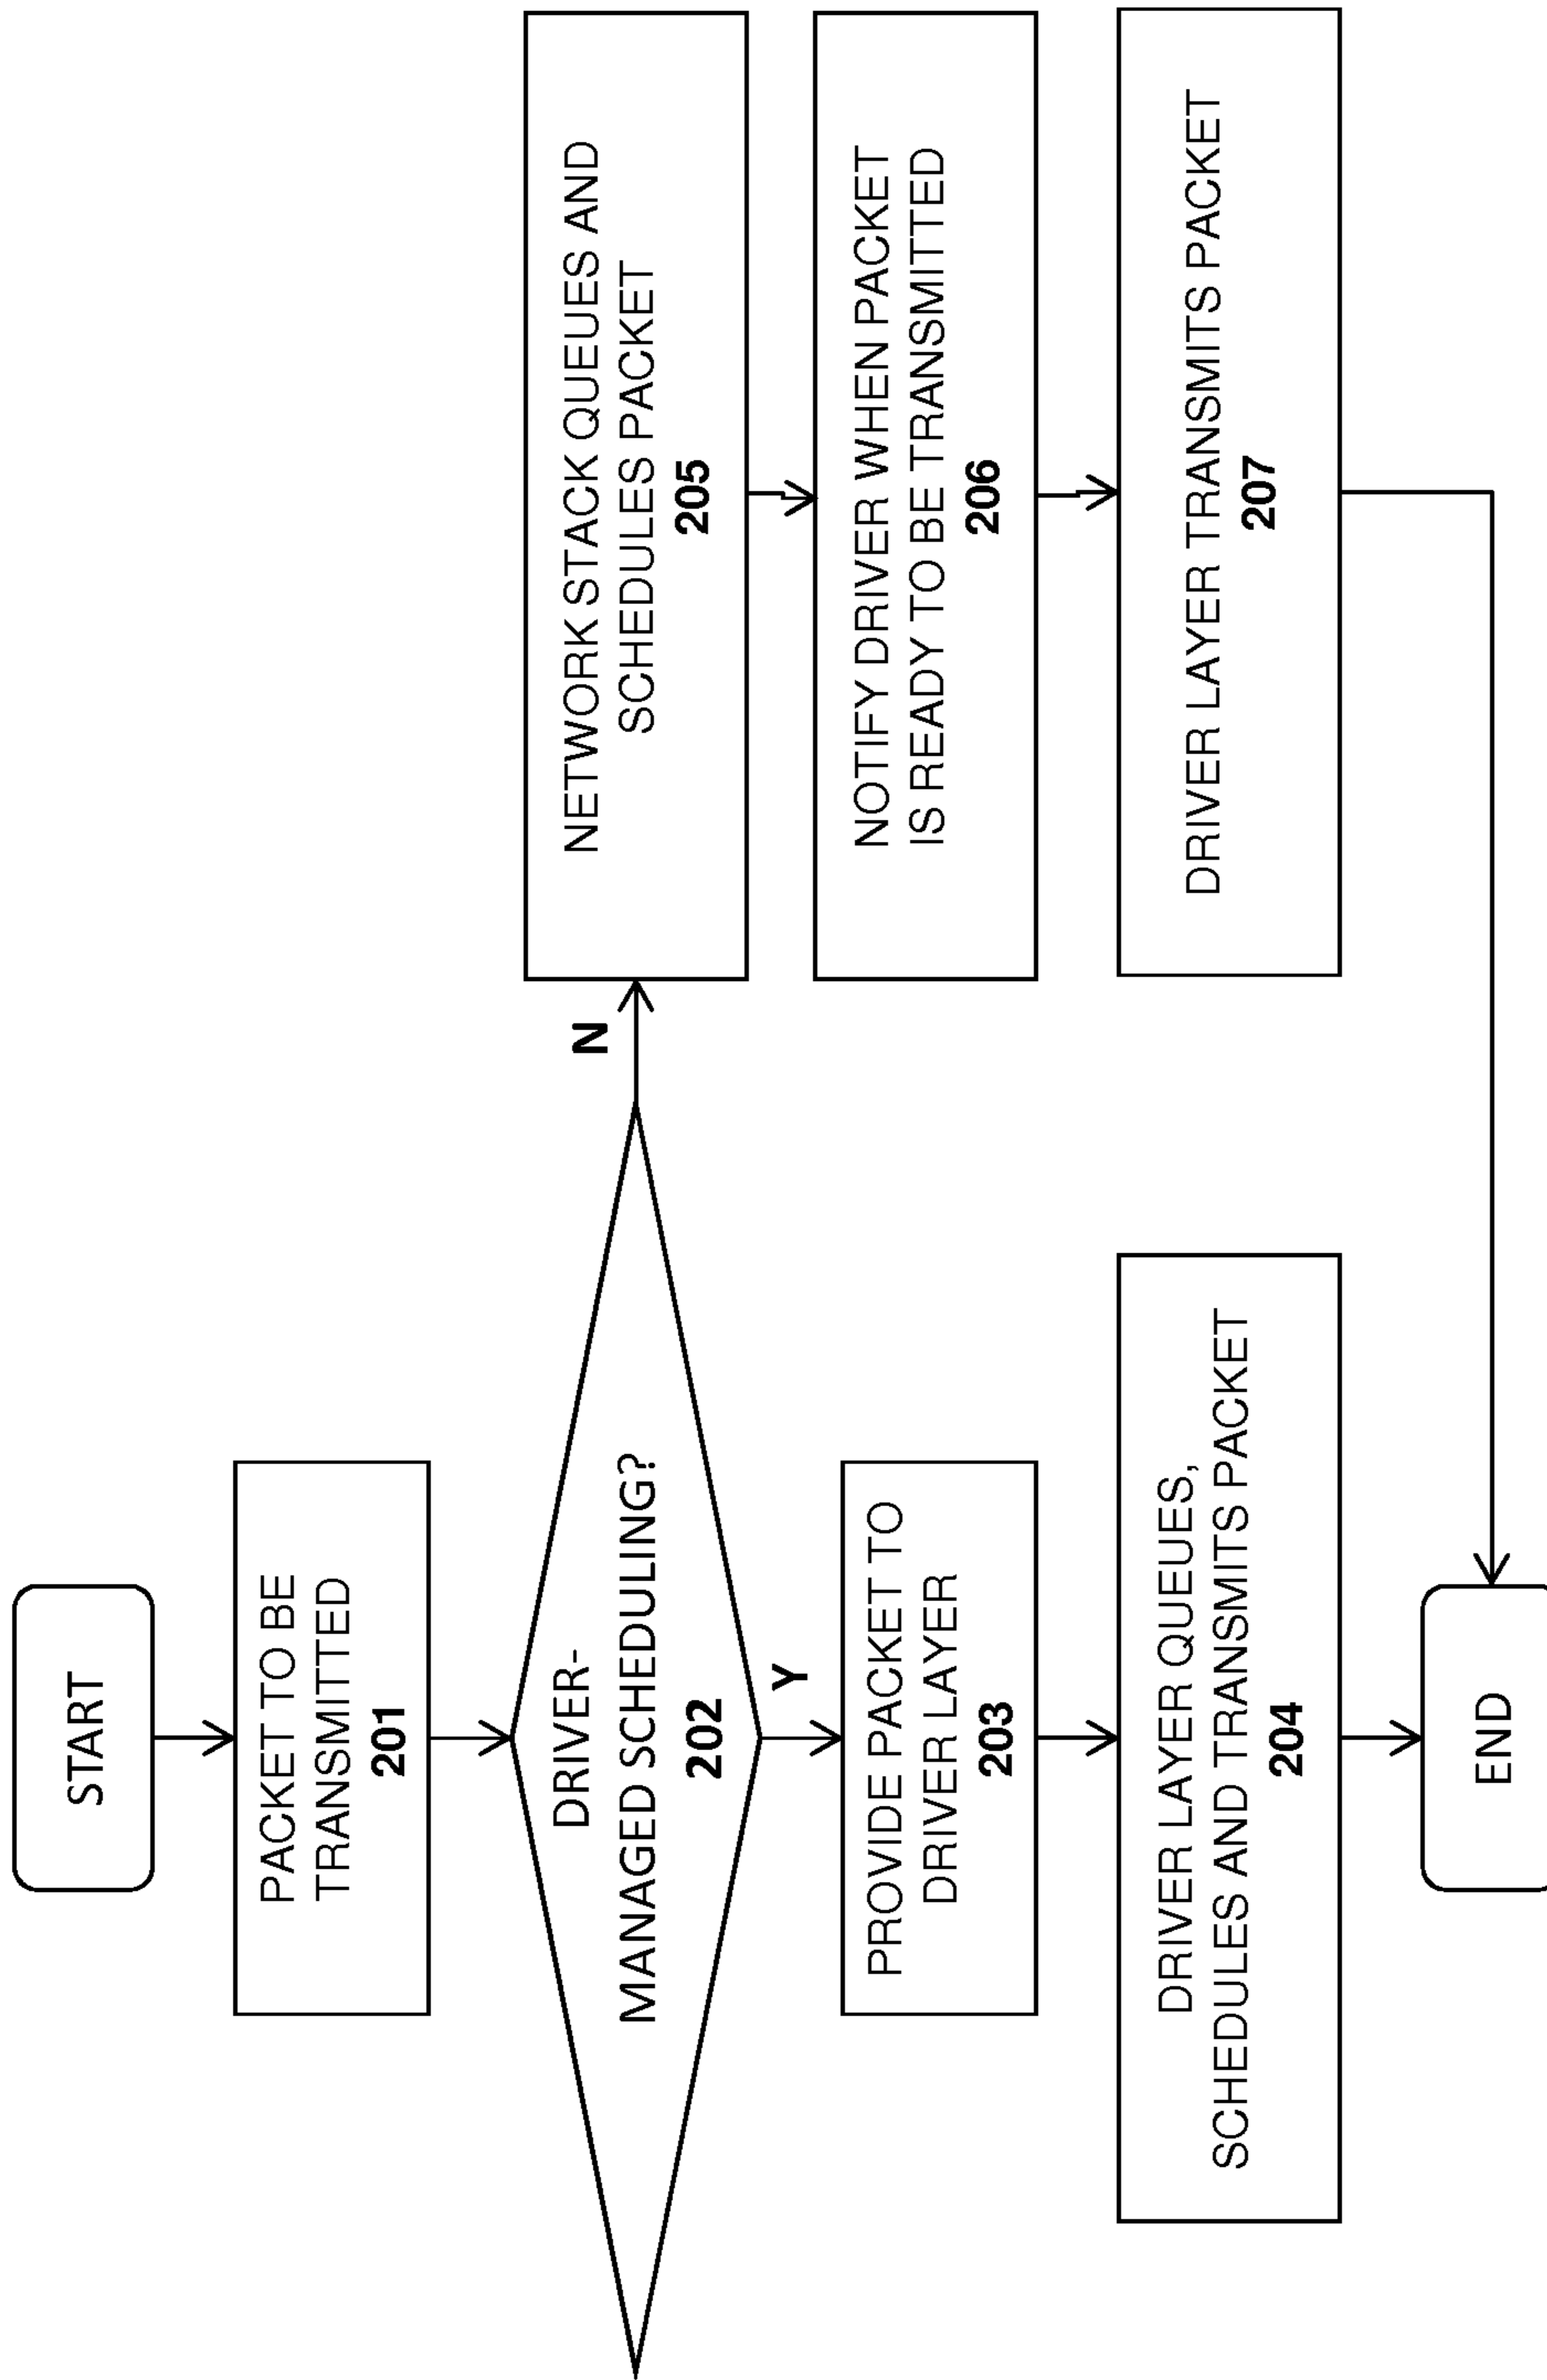 START
PACKET TO BE
TRANSMITTED
201
DRIVER-
MANAGED SCHEDULING?
202
N
Y
PROVIDE PACKET TO
DRIVER LAYER
203
DRIVER LAYER QUEUES,
SCHEDULES AND TRANSMITS PACKET
204
NETWORK STACK QUEUES AND
SCHEDULES PACKET
205
NOTIFY DRIVER WHEN PACKET
IS READY TO BE TRANSMITTED
206
DRIVER LAYER TRANSMITS PACKET
207
END